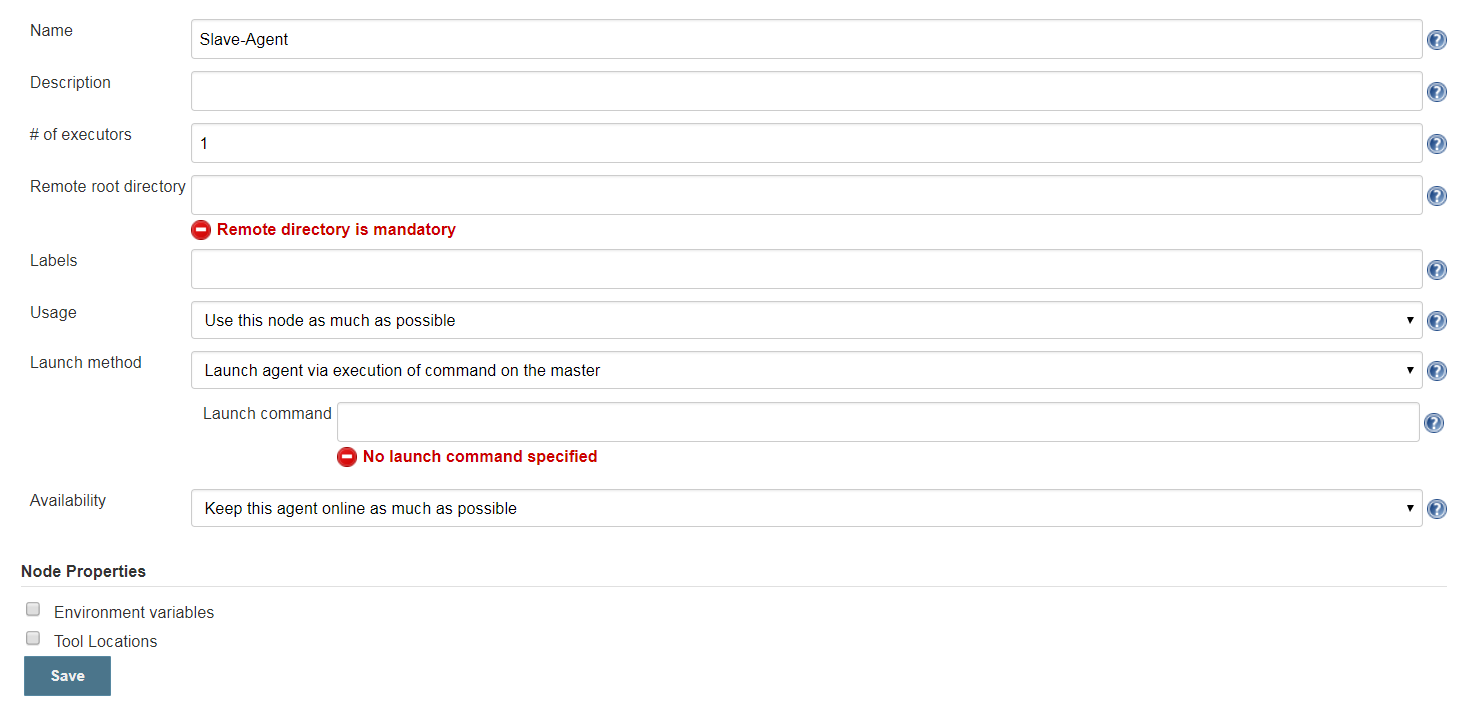 Name
Slave-Agent
Description
# of executors
1
Remote root directory
Remote directory is mandatory
Labels
Usage
Use this node as much as possible
Launch method
Launch agent via execution of command on the master
Launch command
No launch command specified
Availability
Keep this agent online as much as possible
Node Properties
Environment variables
Tool Locations
Save